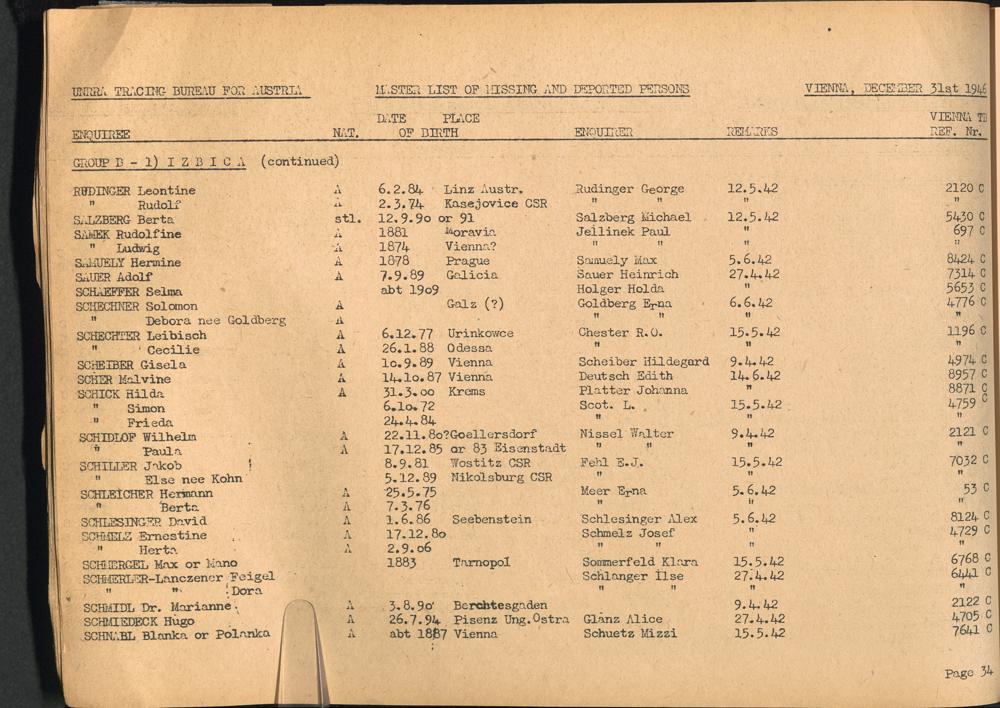 UNRRA TRACING BUREAU FOR AUSTRIA MASTER LIST OF MISSING AND DEPORTED PERSONS VIENNA, DECEMBER 31st 1946
DATE PLACE VIENNA TB
ENQUIREE NAT. OF BIRTH ENQUIRER REMARKS REF. Nr.
GROUP B - 1) I Z B I C A (continued)
RUDINGER Leontine A 6.2.84 Linz Austr. Rudinger George 12.5.42 2120 C
" Rudolf A 2.3.74 Kasejovice CSR " " " "
SALZBERG Berta stl. 12.9.90 or 91 Salzberg Michael 12.5.42 5430 C
SAMEK Rudolfine A 1881 Moravia Jellinek Paul " 697 C
" Ludwig A 1874 Vienna? " " " "
SAMUELY Hermine A 1878 Prague Samuely Max 5.6.42 8424 C
SAUER Adolf A 7.9.89 Galicia Sauer Heinrich 27.4.42 7314 C
SCHAEFFER Selma abt 1909 Holger Holda " 5653 C
SCHECHNER Solomon A Galz (?) Goldberg Erna 6.6.42 4776 C
" Debora nee Goldberg A " " " "
SCHECHTER Leibisch A 6.12.77 Urinkowce Chester R.O. 15.5.42 1196 C
" Cecilie A 26.1.88 Odessa " " "
SCHEIBER Gisela A 10.9.89 Vienna Scheiber Hildegard 9.4.42 4974 C
SCHER Malvine A 14.10.87 Vienna Deutsch Edith 14.6.42 8957 C
SCHICK Hilda A 31.3.00 Krems Platter Johanna " 8871 C
" Simon 6.10.72 Scot. L. 15.5.42 4759 C
" Frieda 24.4.84 " " "
SCHIDLOF Wilhelm A 22.11.80?Goellersdorf Nissel Walter 9.4.42 2121 C
" Paula A 17.12.85 or 83 Eisenstadt " " " "
SCHILLER Jakob 8.9.81 Wostitz CSR Fehl E.J. 15.5.42 7032 C
" Else nee Kohn 5.12.89 Nikolsburg CSR " " "
SCHLEICHER Hermann A 25.5.75 Meer Erna 5.6.42 53 C
" Berta A 7.3.76 " " "
SCHLESINGER David A 1.6.86 Seebenstein Schlesinger Alex 5.6.42 8124 C
SCHMELZ Ernestine A 17.12.80 Schmelz Josef " 4729 C
" Herta A 2.9.06 " " " "
SCHMERGEL Max or Mano 1883 Tarnopol Sommerfeld Klara 15.5.42 6768 C
SCHMERLER-Lanczener Feigel Schlanger Ilse 27.4.42 6441 C
" " Dora " " " "
SCHMIDL Dr. Marianne A 3.8.90 Berchtesgaden 9.4.42 2122 C
SCHMIEDECK Hugo A 26.7.94 Pisenz Ung.Ostra Glanz Alice 27.4.42 4705 C
SCHNABL Blanka or Polanka A abt 1887 Vienna Schuetz Mizzi 15.5.42 7641 C
Page 34